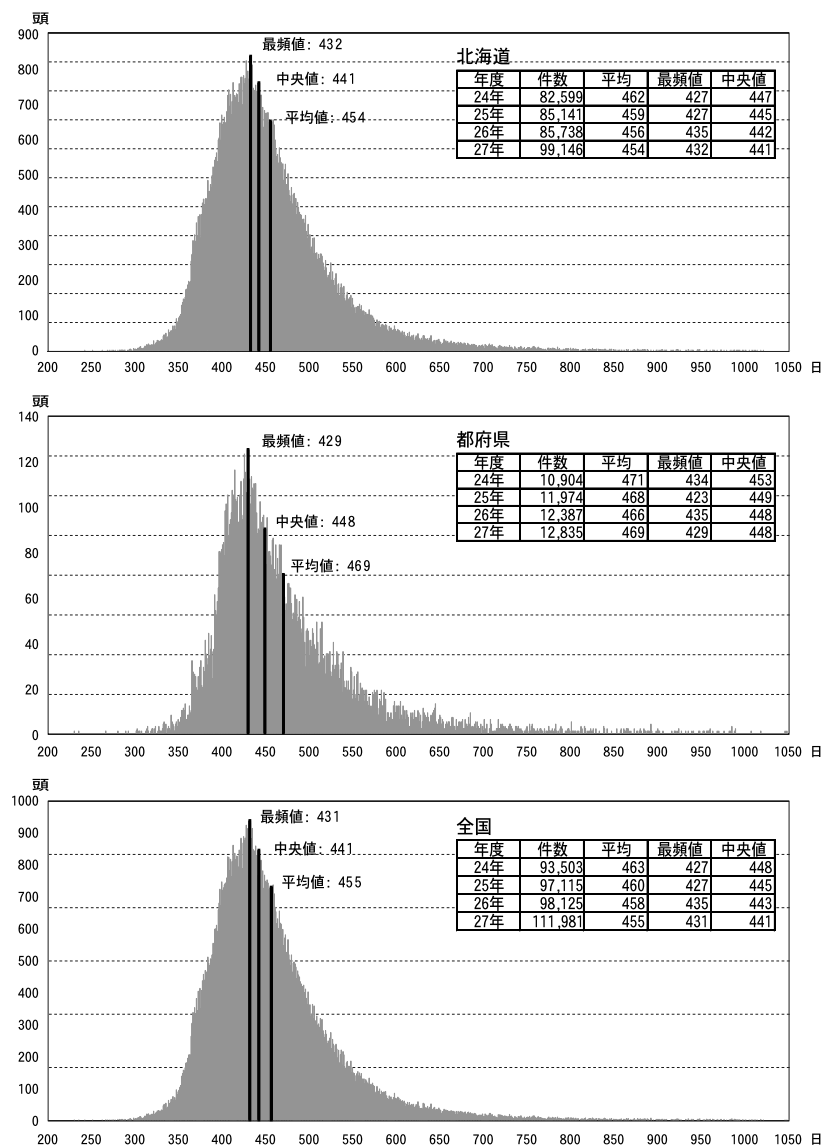 頭
900
最頻値: 432
北海道
800
中央値: 441
年度 件数 平均 最頻値 中央値
24年 82,599 462 427 447
700
平均値: 454
25年 85,141 459 427 445
26年 85,738 456 435 442
600
27年 99,146 454 432 441
500
400
300
200
100
0
200 250 300 350 400 450 500 550 600 650 700 750 800 850 900 950 1000 1050 日
頭
140
最頻値: 429
都府県
120
年度 件数 平均 最頻値 中央値
24年 10,904 471 434 453
25年 11,974 468 423 449
100
中央値: 448
26年 12,387 466 435 448
27年 12,835 469 429 448
80
平均値: 469
60
40
20
0
200 250 300 350 400 450 500 550 600 650 700 750 800 850 900 950 1000 1050 日
頭
1000
最頻値: 431
全国
900
中央値: 441
年度 件数 平均 最頻値 中央値
24年 93,503 463 427 448
800
平均値: 455
25年 97,115 460 427 445
26年 98,125 458 435 443
700
27年 111,981 455 431 441
600
500
400
300
200
100
0
200 250 300 350 400 450 500 550 600 650 700 750 800 850 900 950 1000 1050 日